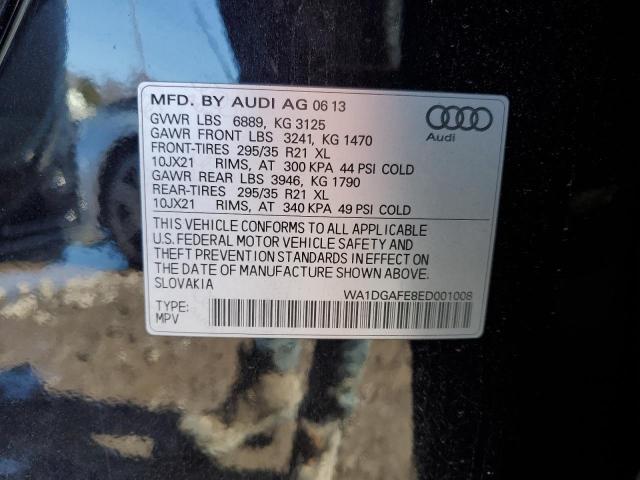 MFD. BY AUDI AG 06 13
GVWR LBS 6889, KG 3125
GAWR FRONT LBS 3241, KG 1470
FRONT-TIRES 295/35 R21 XL
10JX21 RIMS, AT 300 KPA 44 PSI COLD
GAWR REAR LBS 3946, KG 1790
REAR-TIRES 295/35 R21 XL
10JX21 RIMS, AT 340 KPA 49 PSI COLD
Audi
THIS VEHICLE CONFORMS TO ALL APPLICABLE
U.S. FEDERAL MOTOR VEHICLE SAFETY AND
THEFT PREVENTION STANDARDS IN EFFECT ON
THE DATE OF MANUFACTURE SHOWN ABOVE.
SLOVAKIA
WA1DGAFE8ED001008
TYPE:
MPV